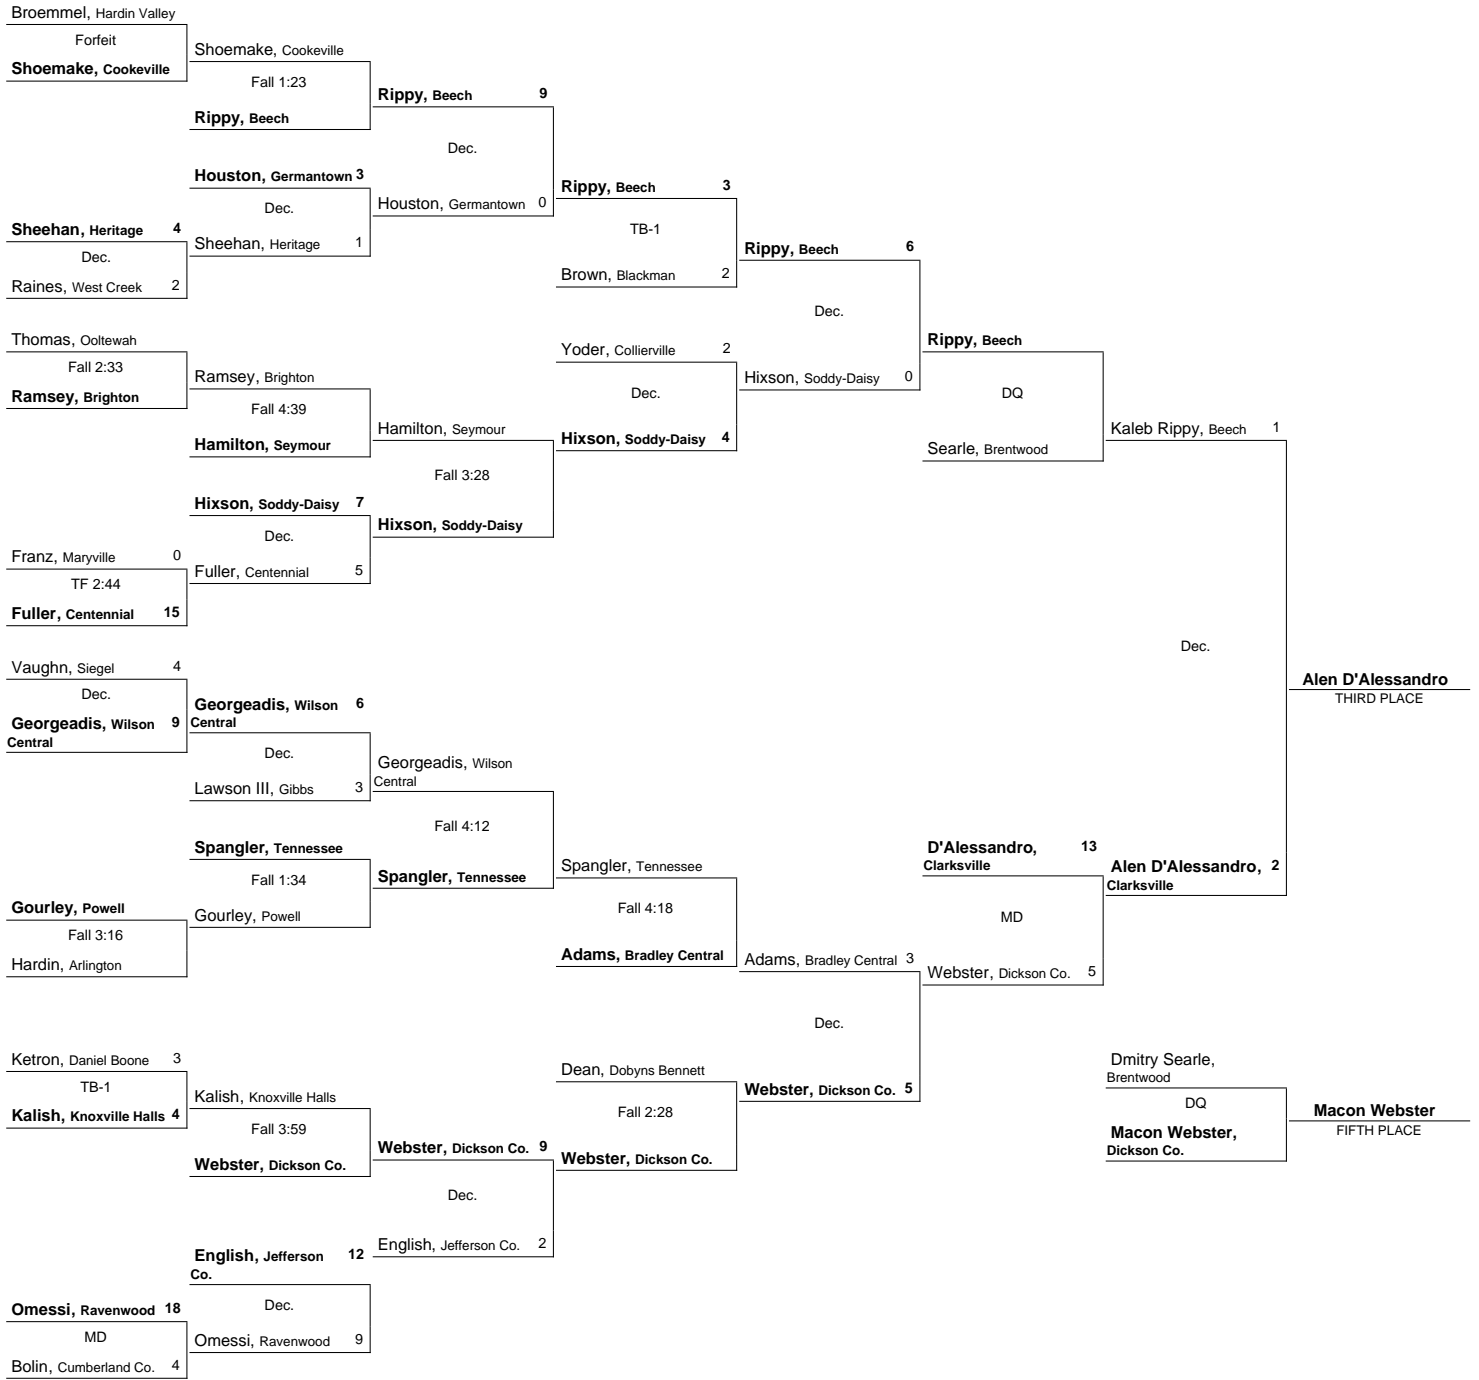 Broemmel, Hardin Valley
Forfeit
Shoemake, Cookeville
Sheehan, Heritage 4
Dec.
Raines, West Creek 2
Thomas, Ooltewah
Fall 2:33
Ramsey, Brighton
Franz, Maryville 0
TF 2:44
Fuller, Centennial 15
Vaughn, Siegel 4
Dec.
Georgeadis, Wilson 9
Central
Gourley, Powell
Fall 3:16
Hardin, Arlington
Ketron, Daniel Boone 3
TB-1
Kalish, Knoxville Halls 4
Omessi, Ravenwood 18
MD
Bolin, Cumberland Co. 4
Shoemake, Cookeville
Fall 1:23
Rippy, Beech
Houston, Germantown 3
Dec.
Sheehan, Heritage 1
Ramsey, Brighton
Fall 4:39
Hamilton, Seymour
Hixson, Soddy-Daisy 7
Dec.
Fuller, Centennial 5
Georgeadis, Wilson 6
Central
Dec.
Lawson III, Gibbs 3
Spangler, Tennessee
Fall 1:34
Gourley, Powell
Kalish, Knoxville Halls
Fall 3:59
Webster, Dickson Co.
English, Jefferson 12
Co.
Dec.
Omessi, Ravenwood 9
Rippy, Beech 9
Dec.
Houston, Germantown 0
Hamilton, Seymour
Fall 3:28
Hixson, Soddy-Daisy
Georgeadis, Wilson
Central
Fall 4:12
Spangler, Tennessee
Webster, Dickson Co. 9
Dec.
English, Jefferson Co. 2
Rippy, Beech 3
TB-1
Brown, Blackman 2
Yoder, Collierville 2
Dec.
Hixson, Soddy-Daisy 4
Spangler, Tennessee
Fall 4:18
Adams, Bradley Central
Dean, Dobyns Bennett
Fall 2:28
Webster, Dickson Co.
Rippy, Beech 6
Dec.
Hixson, Soddy-Daisy 0
Adams, Bradley Central 3
Dec.
Webster, Dickson Co. 5
Rippy, Beech
DQ
Searle, Brentwood
D'Alessandro, 13
Clarksville
MD
Webster, Dickson Co. 5
Kaleb Rippy, Beech 1
Dec.
Alen D'Alessandro, 2
Clarksville
Alen D'Alessandro
THIRD PLACE
Dmitry Searle,
Brentwood
DQ
Macon Webster,
Dickson Co.
Macon Webster
FIFTH PLACE